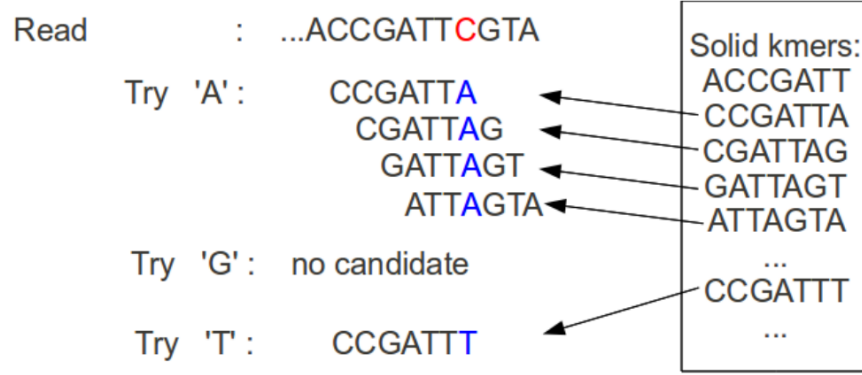 Read : ...ACCGATTCGTA
Try 'A' : CCGATTA
CGATTAG
GATTAGT
ATTAGTA
Try 'G' : no candidate
Try 'T' : CCGATTT
Solid kmers:
ACCGATT
CCGATTA
CGATTAG
GATTAGT
ATTAGTA
...
CCGATTT
...